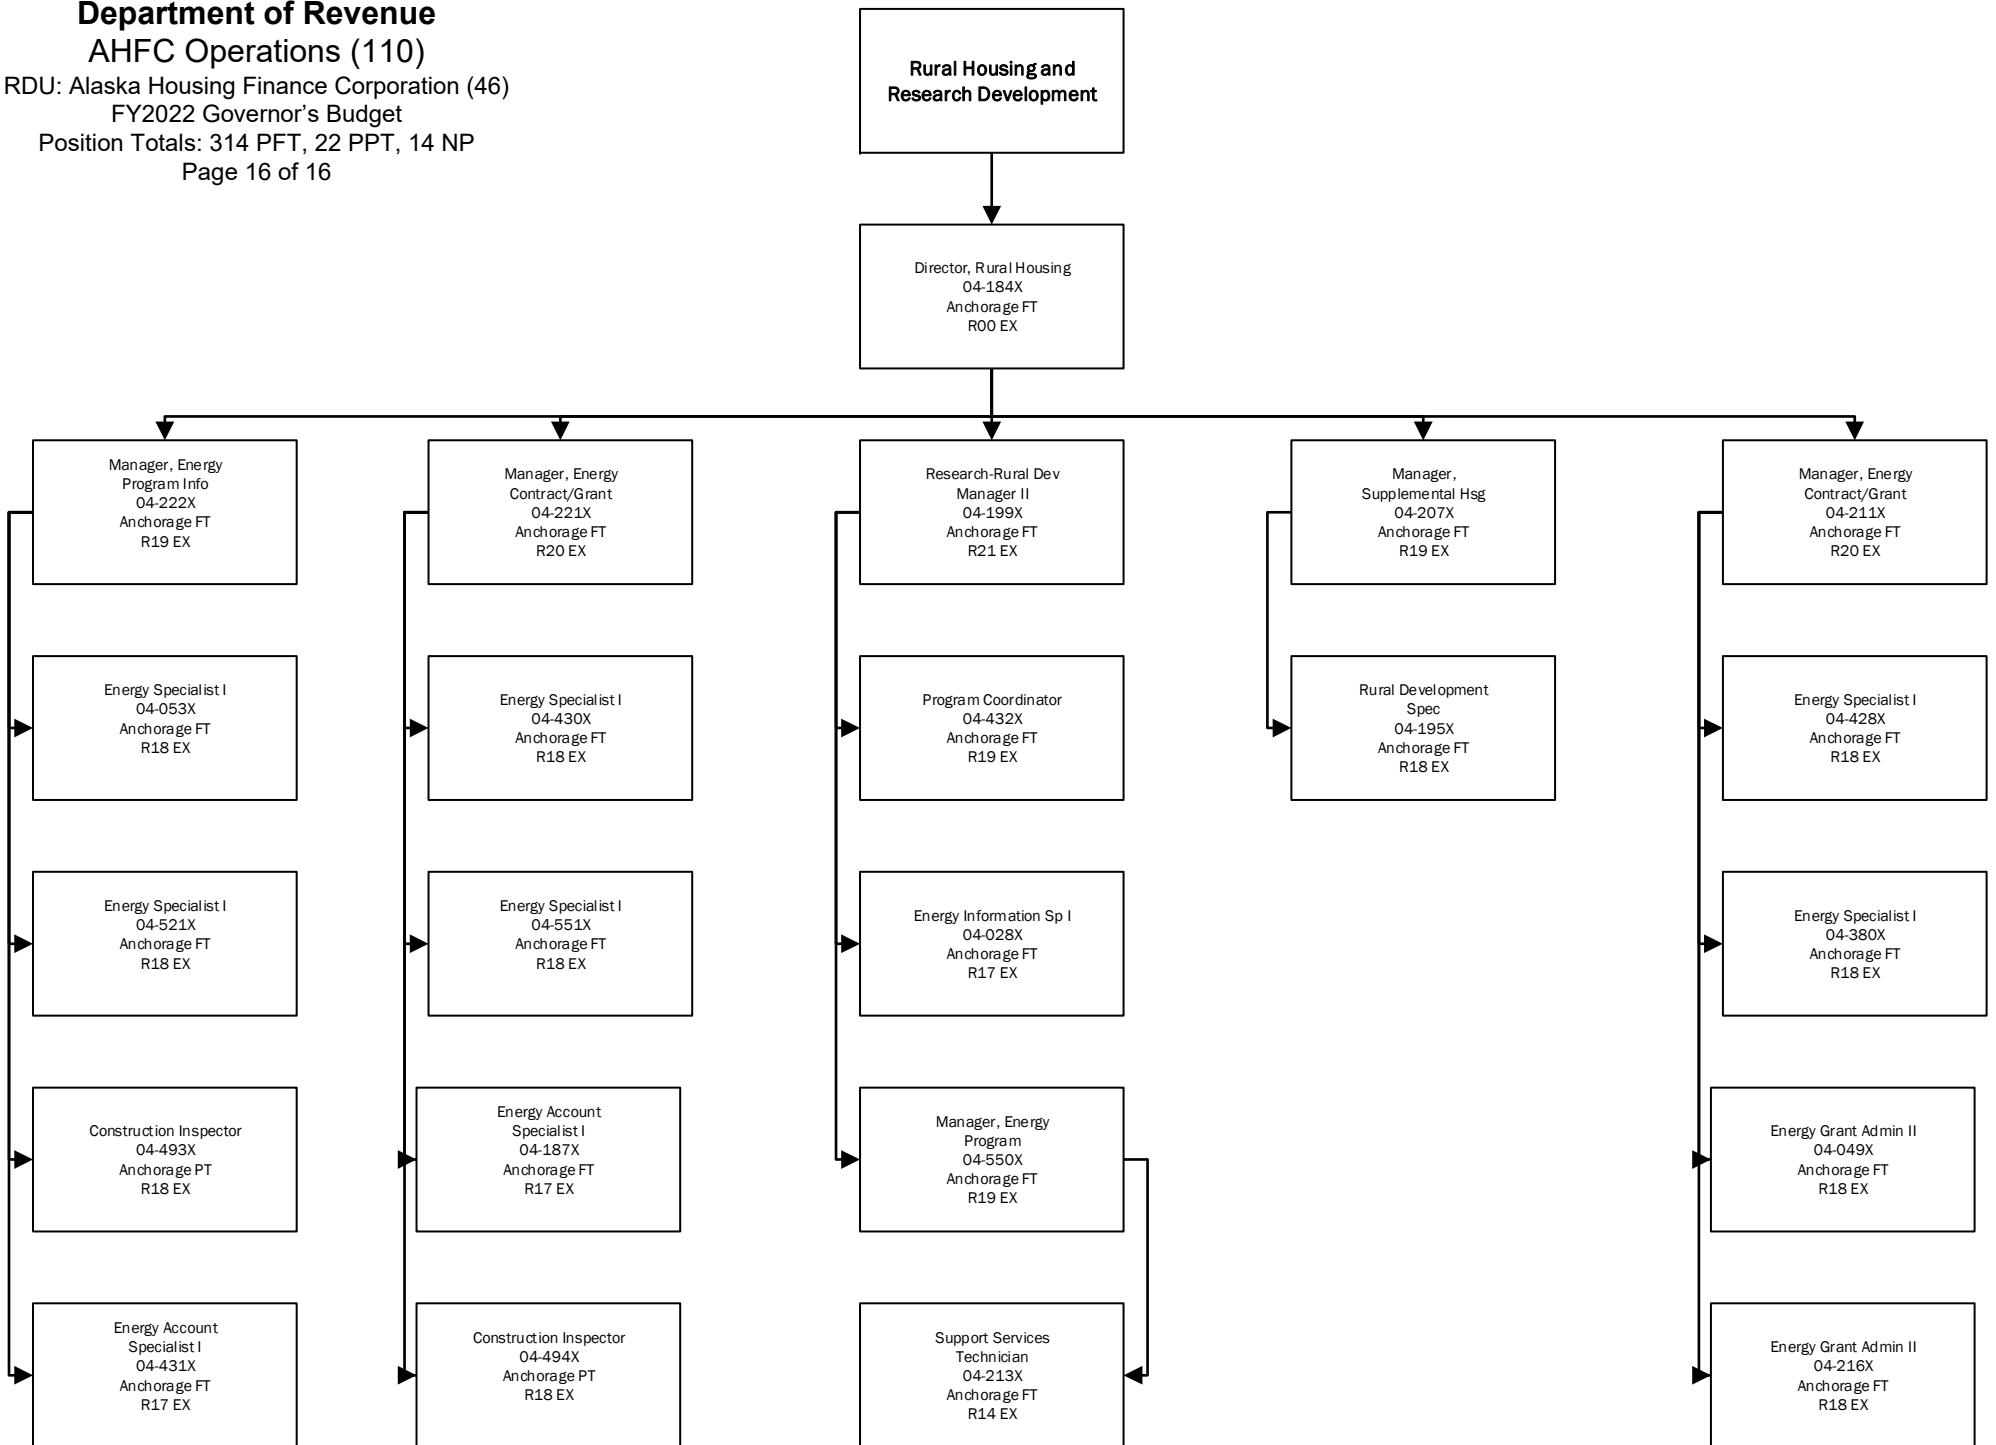 Department of Revenue
AHFC Operations (110)
RDU: Alaska Housing Finance Corporation (46)
FY2022 Governor's Budget
Position Totals: 314 PFT, 22 PPT, 14 NP
Page 16 of 16
Rural Housing and
Research Development
Director, Rural Housing
04-184X
Anchorage FT
R00 EX
Manager, Energy
Program Info
04-222X
Anchorage FT
R19 EX
Manager, Energy
Contract/Grant
04-221X
Anchorage FT
R20 EX
Research-Rural Dev
Manager II
04-199X
Anchorage FT
R21 EX
Manager,
Supplemental Hsg
04-207X
Anchorage FT
R19 EX
Manager, Energy
Contract/Grant
04-211X
Anchorage FT
R20 EX
Energy Specialist I
04-053X
Anchorage FT
R18 EX
Energy Specialist I
04-430X
Anchorage FT
R18 EX
Program Coordinator
04-432X
Anchorage FT
R19 EX
Rural Development
Spec
04-195X
Anchorage FT
R18 EX
Energy Specialist I
04-428X
Anchorage FT
R18 EX
Energy Specialist I
04-521X
Anchorage FT
R18 EX
Energy Specialist I
04-551X
Anchorage FT
R18 EX
Energy Information Sp I
04-028X
Anchorage FT
R17 EX
Energy Specialist I
04-380X
Anchorage FT
R18 EX
Construction Inspector
04-493X
Anchorage PT
R18 EX
Energy Account
Specialist I
04-187X
Anchorage FT
R17 EX
Manager, Energy
Program
04-550X
Anchorage FT
R19 EX
Energy Grant Admin II
04-049X
Anchorage FT
R18 EX
Energy Account
Specialist I
04-431X
Anchorage FT
R17 EX
Construction Inspector
04-494X
Anchorage PT
R18 EX
Support Services
Technician
04-213X
Anchorage FT
R14 EX
Energy Grant Admin II
04-216X
Anchorage FT
R18 EX